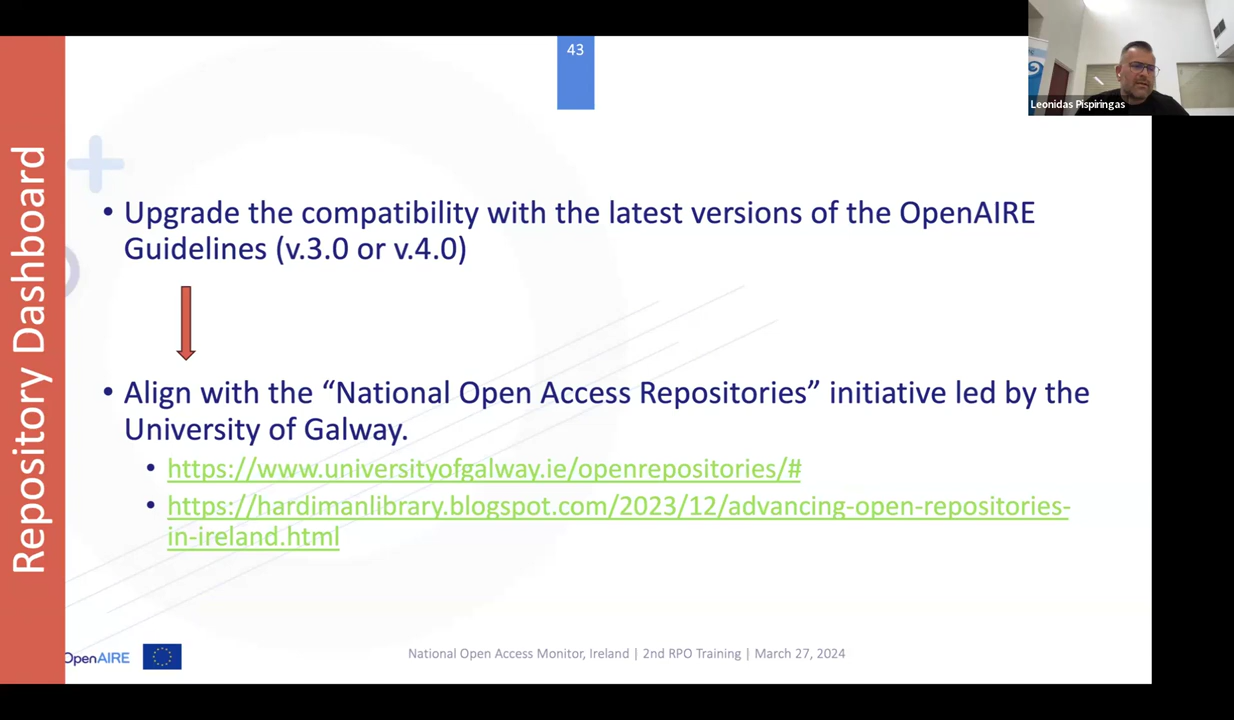 43
Leonidas Pispiringas
Repository Dashboard
• Upgrade the compatibility with the latest versions of the OpenAIRE
Guidelines (v.3.0 or v.4.0)
• Align with the “National Open Access Repositories” initiative led by the
University of Galway.
• https://www.universityofgalway.ie/openrepositories/#
• https://hardimanlibrary.blogspot.com/2023/12/advancing-open-repositories-
in-ireland.html
OpenAIRE
National Open Access Monitor, Ireland | 2nd RPO Training | March 27, 2024